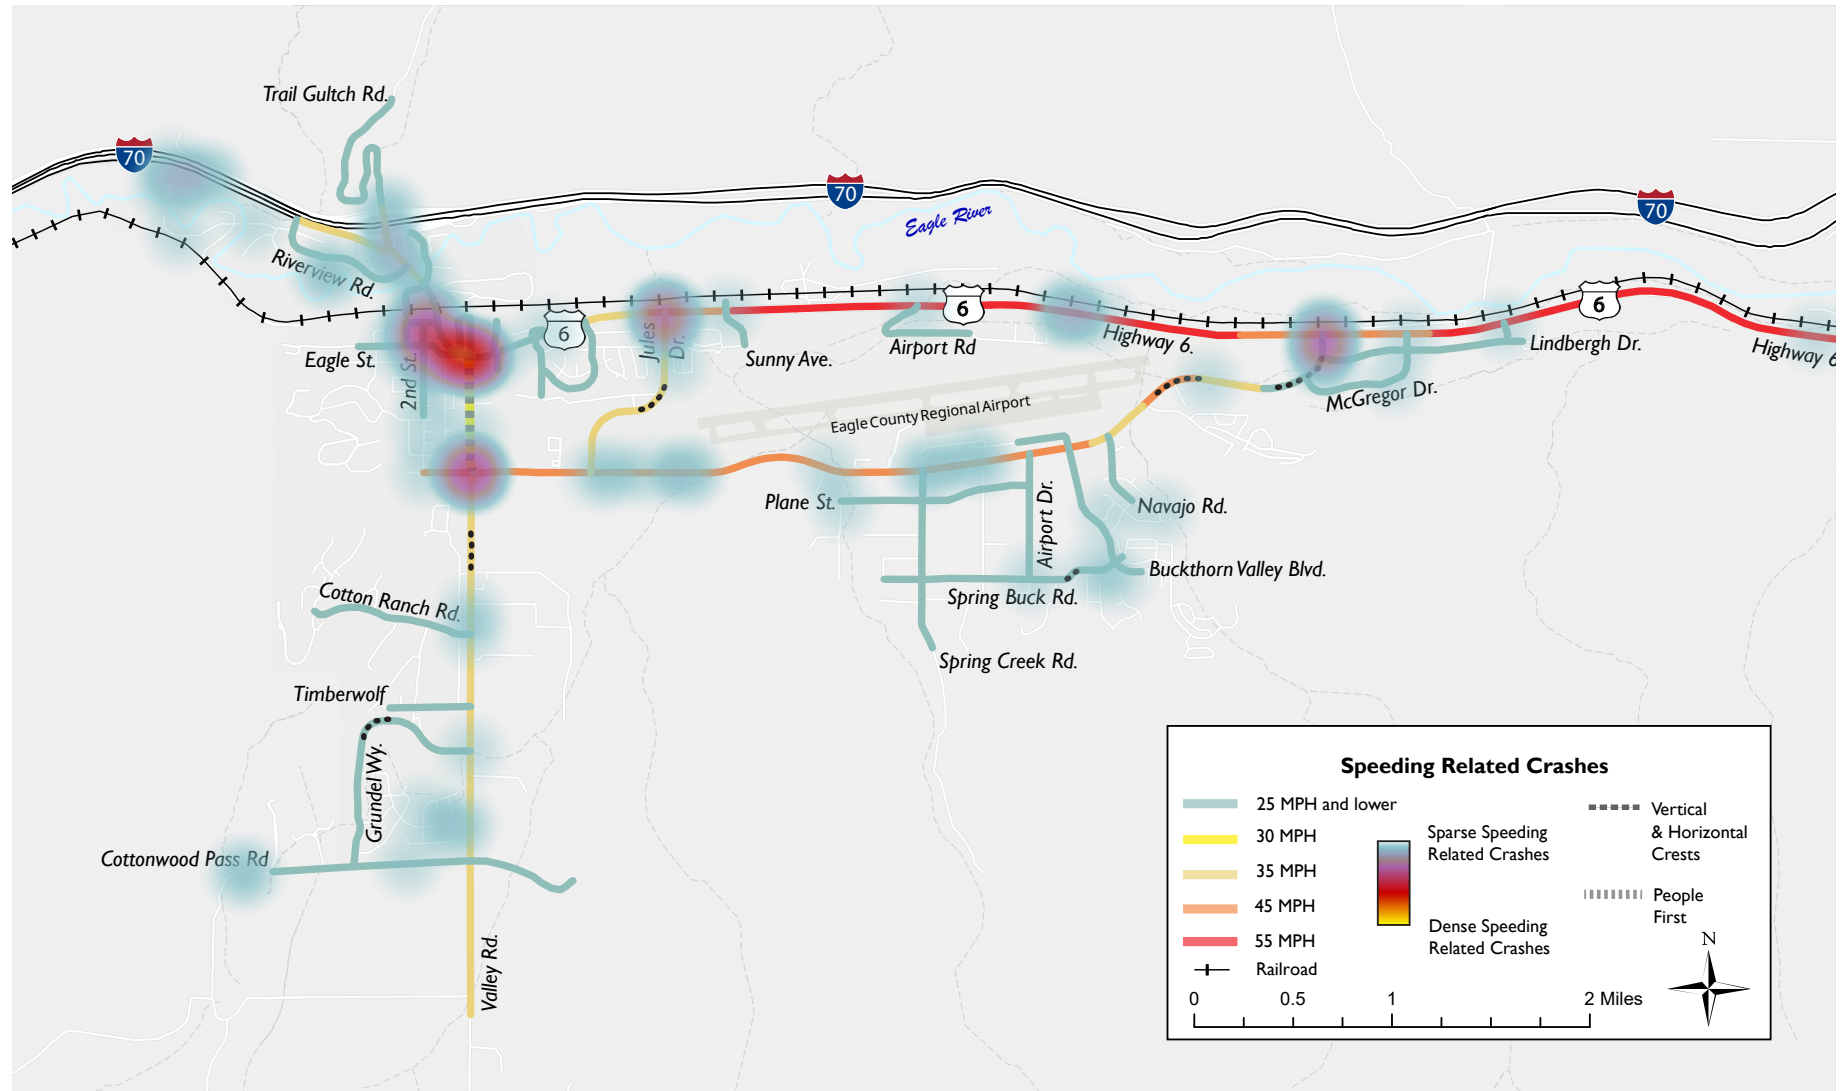 Trail Gultch Rd.
70
70
70
Eagle River
Riverview Rd.
6
6
6
Jules
Dr.
Eagle St.
2nd St.
Sunny Ave.
Airport Rd
Highway 6.
Lindbergh Dr.
Highway 6
McGregor Dr.
Eagle County Regional Airport
Plane St.
Airport Dr.
Navajo Rd.
Buckthorn Valley Blvd.
Spring Buck Rd.
Spring Creek Rd.
Cotton Ranch Rd.
Timberwolf
Grundel Wy.
Cottonwood Pass Rd
Valley Rd.
Speeding Related Crashes
25 MPH and lower
30 MPH
35 MPH
45 MPH
55 MPH
Railroad
Sparse Speeding
Related Crashes
Dense Speeding
Related Crashes
Vertical
& Horizontal
Crests
People
First
N
0 0.5 1 2 Miles